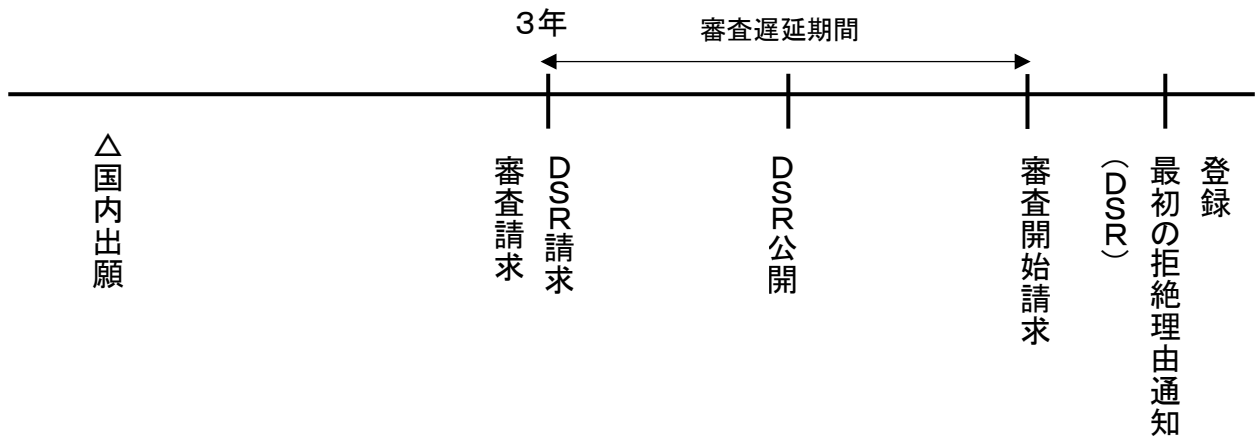 ３年
審査遅延期間
△国内出願
審査請求
ＤＳＲ請求
ＤＳＲ公開
審査開始請求
（ＤＳＲ）
最初の拒絶理由通知
登録